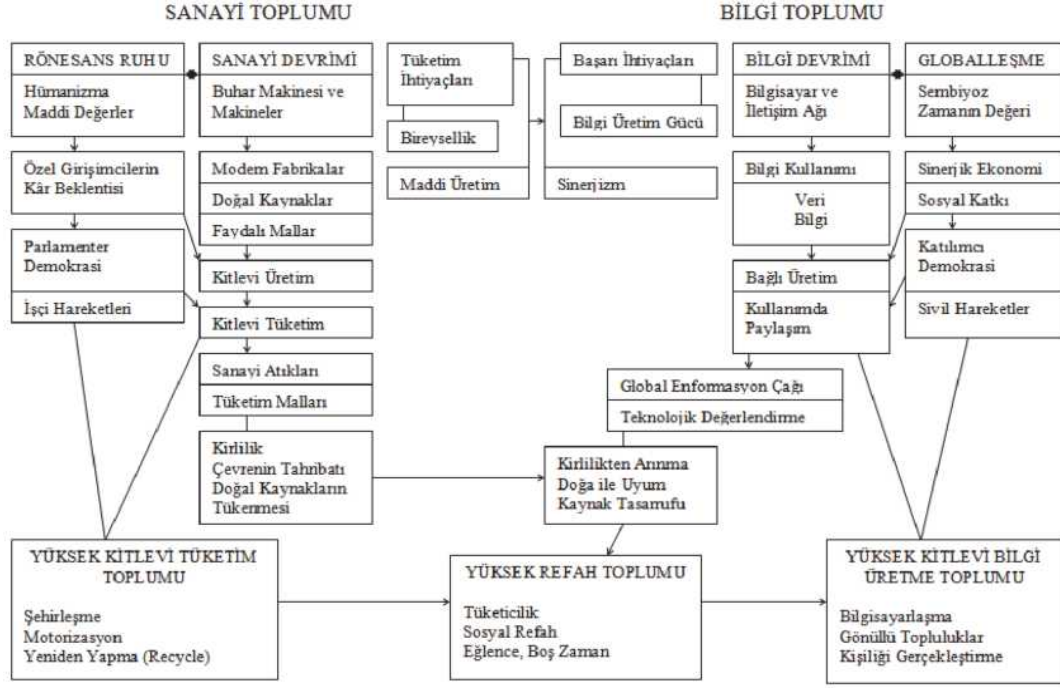 SANAYİ TOPLUMU
BİLGİ TOPLUMU
RÖNESANS RUHU
Hümanizma
Maddi Değerler
Özel Girişimcilerin
Kâr Beklentisi
Parlamenter
Demokrasi
İşçi Hareketleri
SANAYİ DEVRİMİ
Buhar Makinesi ve
Makineler
Modem Fabrikalar
Doğal Kaynaklar
Faydalı Mallar
Kitlevi Üretim
Kitlevi Tüketim
Sanayi Atıkları
Tüketim Malları
Kirlilik
Çevrenin Tahribatı
Doğal Kaynakların
Tükenmesi
Tüketim
İhtiyaçları
Bireysellik
Maddi Üretim
Başarı İhtiyaçları
Bilgi Üretim Gücü
Sinerjizm
BİLGİ DEVRİMİ
Bilgisayar ve
İletişim Ağı
Bilgi Kullanımı
Veri
Bilgi
Bağlı Üretim
Kullanımda
Paylaşım
GLOBALLEŞME
Sembiyoz
Zamanın Değeri
Sinerjik Ekonomi
Sosyal Katkı
Katılımcı
Demokrasi
Sivil Hareketler
Global Enformasyon Çağı
Teknolojik Değerlendirme
Kirlilikten Arınma
Doğa ile Uyum
Kaynak Tasarrufu
YÜKSEK KİTLEVİ TÜKETİM
TOPLUMU
Şehirleşme
Motorizasyon
Yeniden Yapma (Recycle)
YÜKSEK REFAH TOPLUMU
Tüketicilik
Sosyal Refah
Eğlence, Boş Zaman
YÜKSEK KİTLEVİ BİLGİ
ÜRETME TOPLUMU
Bilgisayarlaşma
Gönüllü Topluluklar
Kişiliği Gerçekleştirme